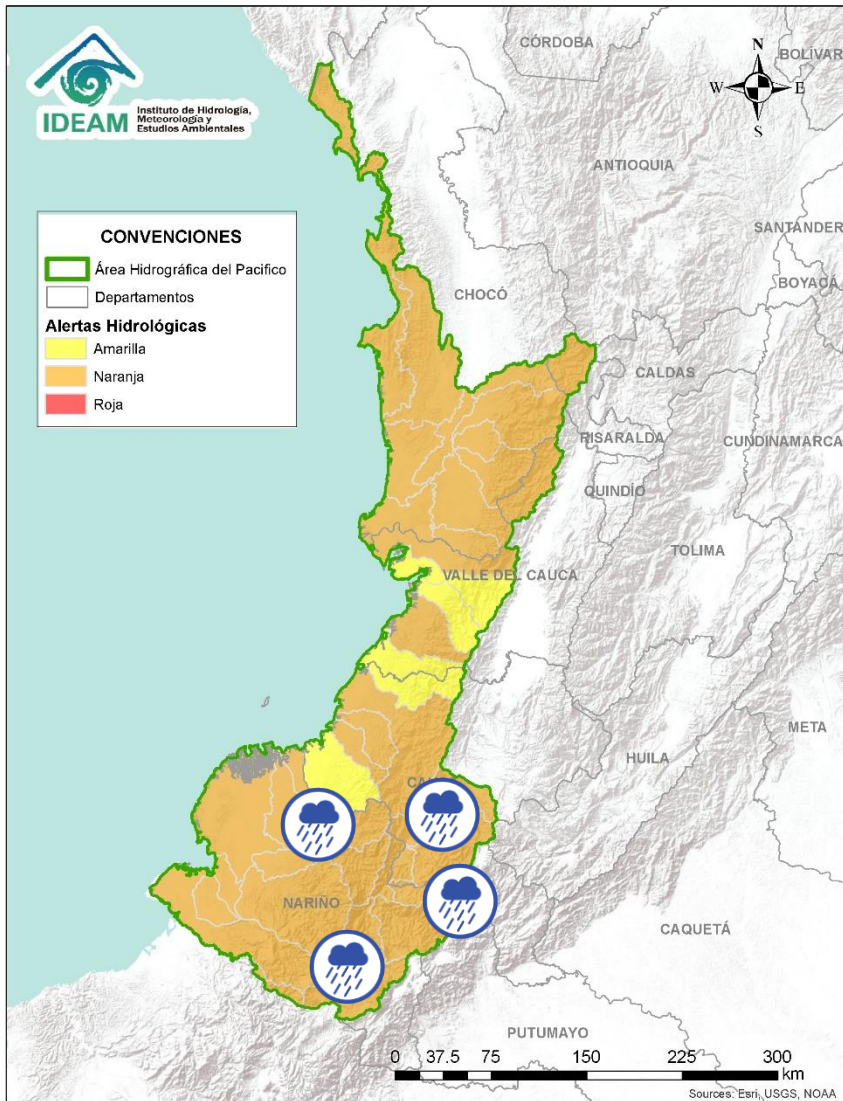 IDEAM
Instituto de Hidrología,
Meteorología y
Estudios Ambientales
N
W
E
S
CÓRDOBA
BOLÍVAR
ANTIOQUIA
SANTANDER
BOYACÁ
CHOCÓ
CALDAS
RISARALDA
CUNDINAMARCA
QUINDÍO
TOLIMA
VALLE DEL CAUCA
META
HUILA
NARIÑO
CAQUETÁ
PUTUMAYO
CONVENCIONES
Área Hidrográfica del Pacifico
Departamentos
Alertas Hidrológicas
Amarilla
Naranja
Roja
0 37.5 75 150 225 300
km
Sources: Esri, USGS, NOAA